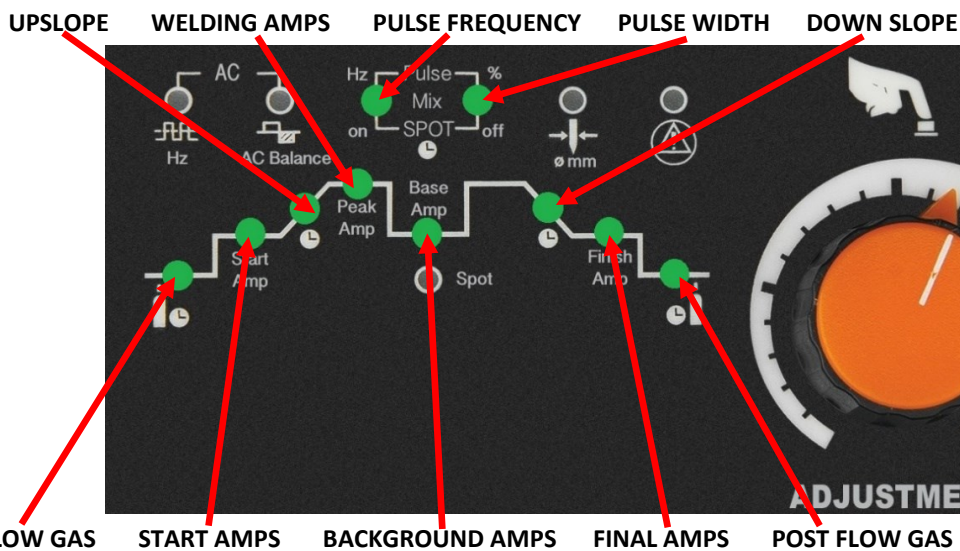 UPSLOPE WELDING AMPS PULSE FREQUENCY PULSE WIDTH DOWN SLOPE
AC Hz Pulse %
Mix
on SPOT off
Hz AC Balance ø mm
Base
Peak Amp
Amp
Start Finish
Amp Spot Amp
ADJUSTME
LOW GAS START AMPS BACKGROUND AMPS FINAL AMPS POST FLOW GAS